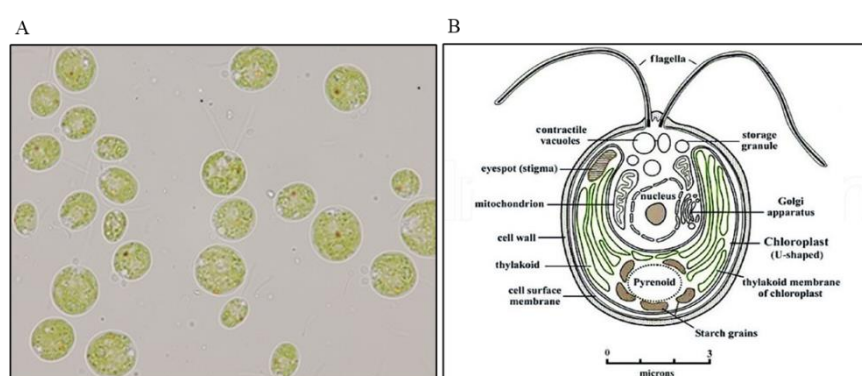 A
B
flagella
contractile
vacuoles
storage
granule
eyespot (stigma)
nucleus
mitochondrion
Golgi
apparatus
cell wall
Chloroplast
(U-shaped)
thylakoid
Pyrenoid
thylakoid membrane
of chloroplast
cell surface
membrane
Starch grains
0
3
microns